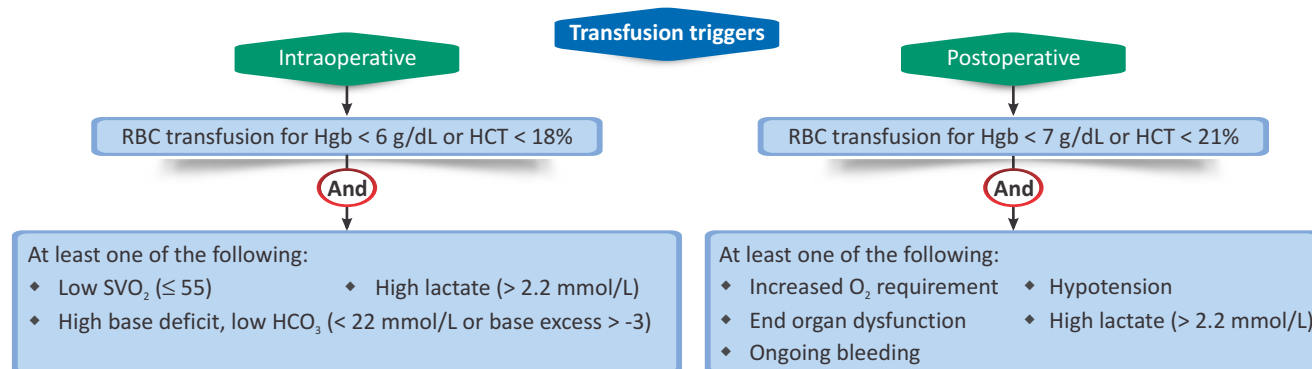 Transfusion triggers
Intraoperative
RBC transfusion for Hgb < 6 g/dL or HCT < 18%
And
At least one of the following:
◆ Low SVO₂ (≤ 55)
◆ High lactate (> 2.2 mmol/L)
◆ High base deficit, low HCO₃ (< 22 mmol/L or base excess > -3)
Postoperative
RBC transfusion for Hgb < 7 g/dL or HCT < 21%
And
At least one of the following:
◆ Increased O₂ requirement
◆ Hypotension
◆ End organ dysfunction
◆ High lactate (> 2.2 mmol/L)
◆ Ongoing bleeding